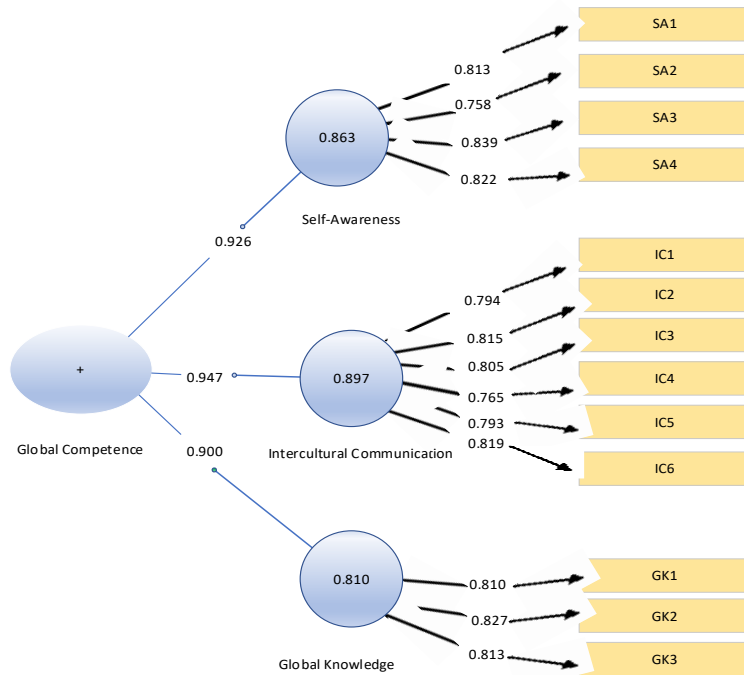 SA1
0.813
SA2
0.758
0.863
SA3
0.839
SA4
0.822
Self-Awareness
0.926
IC1
0.794
IC2
0.815
IC3
0.805
+
0.947
0.897
IC4
0.765
IC5
0.793
0.819
Global Competence
0.900
Intercultural Communication
IC6
0.810
0.810
GK1
0.827
GK2
0.813
GK3
Global Knowledge